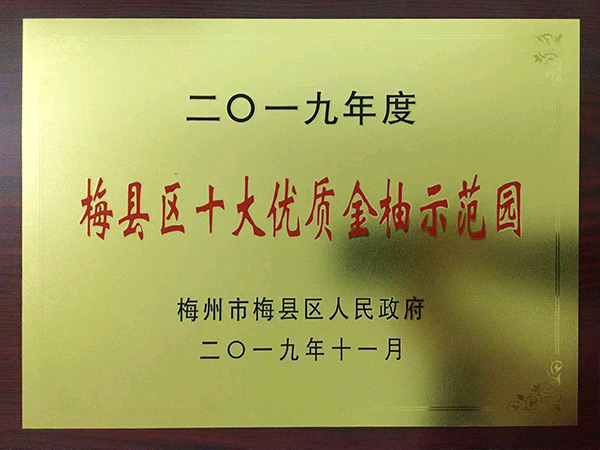 二〇一九年度
梅县区十大优质金柚示范园
梅州市梅县区人民政府
二〇一九年十一月